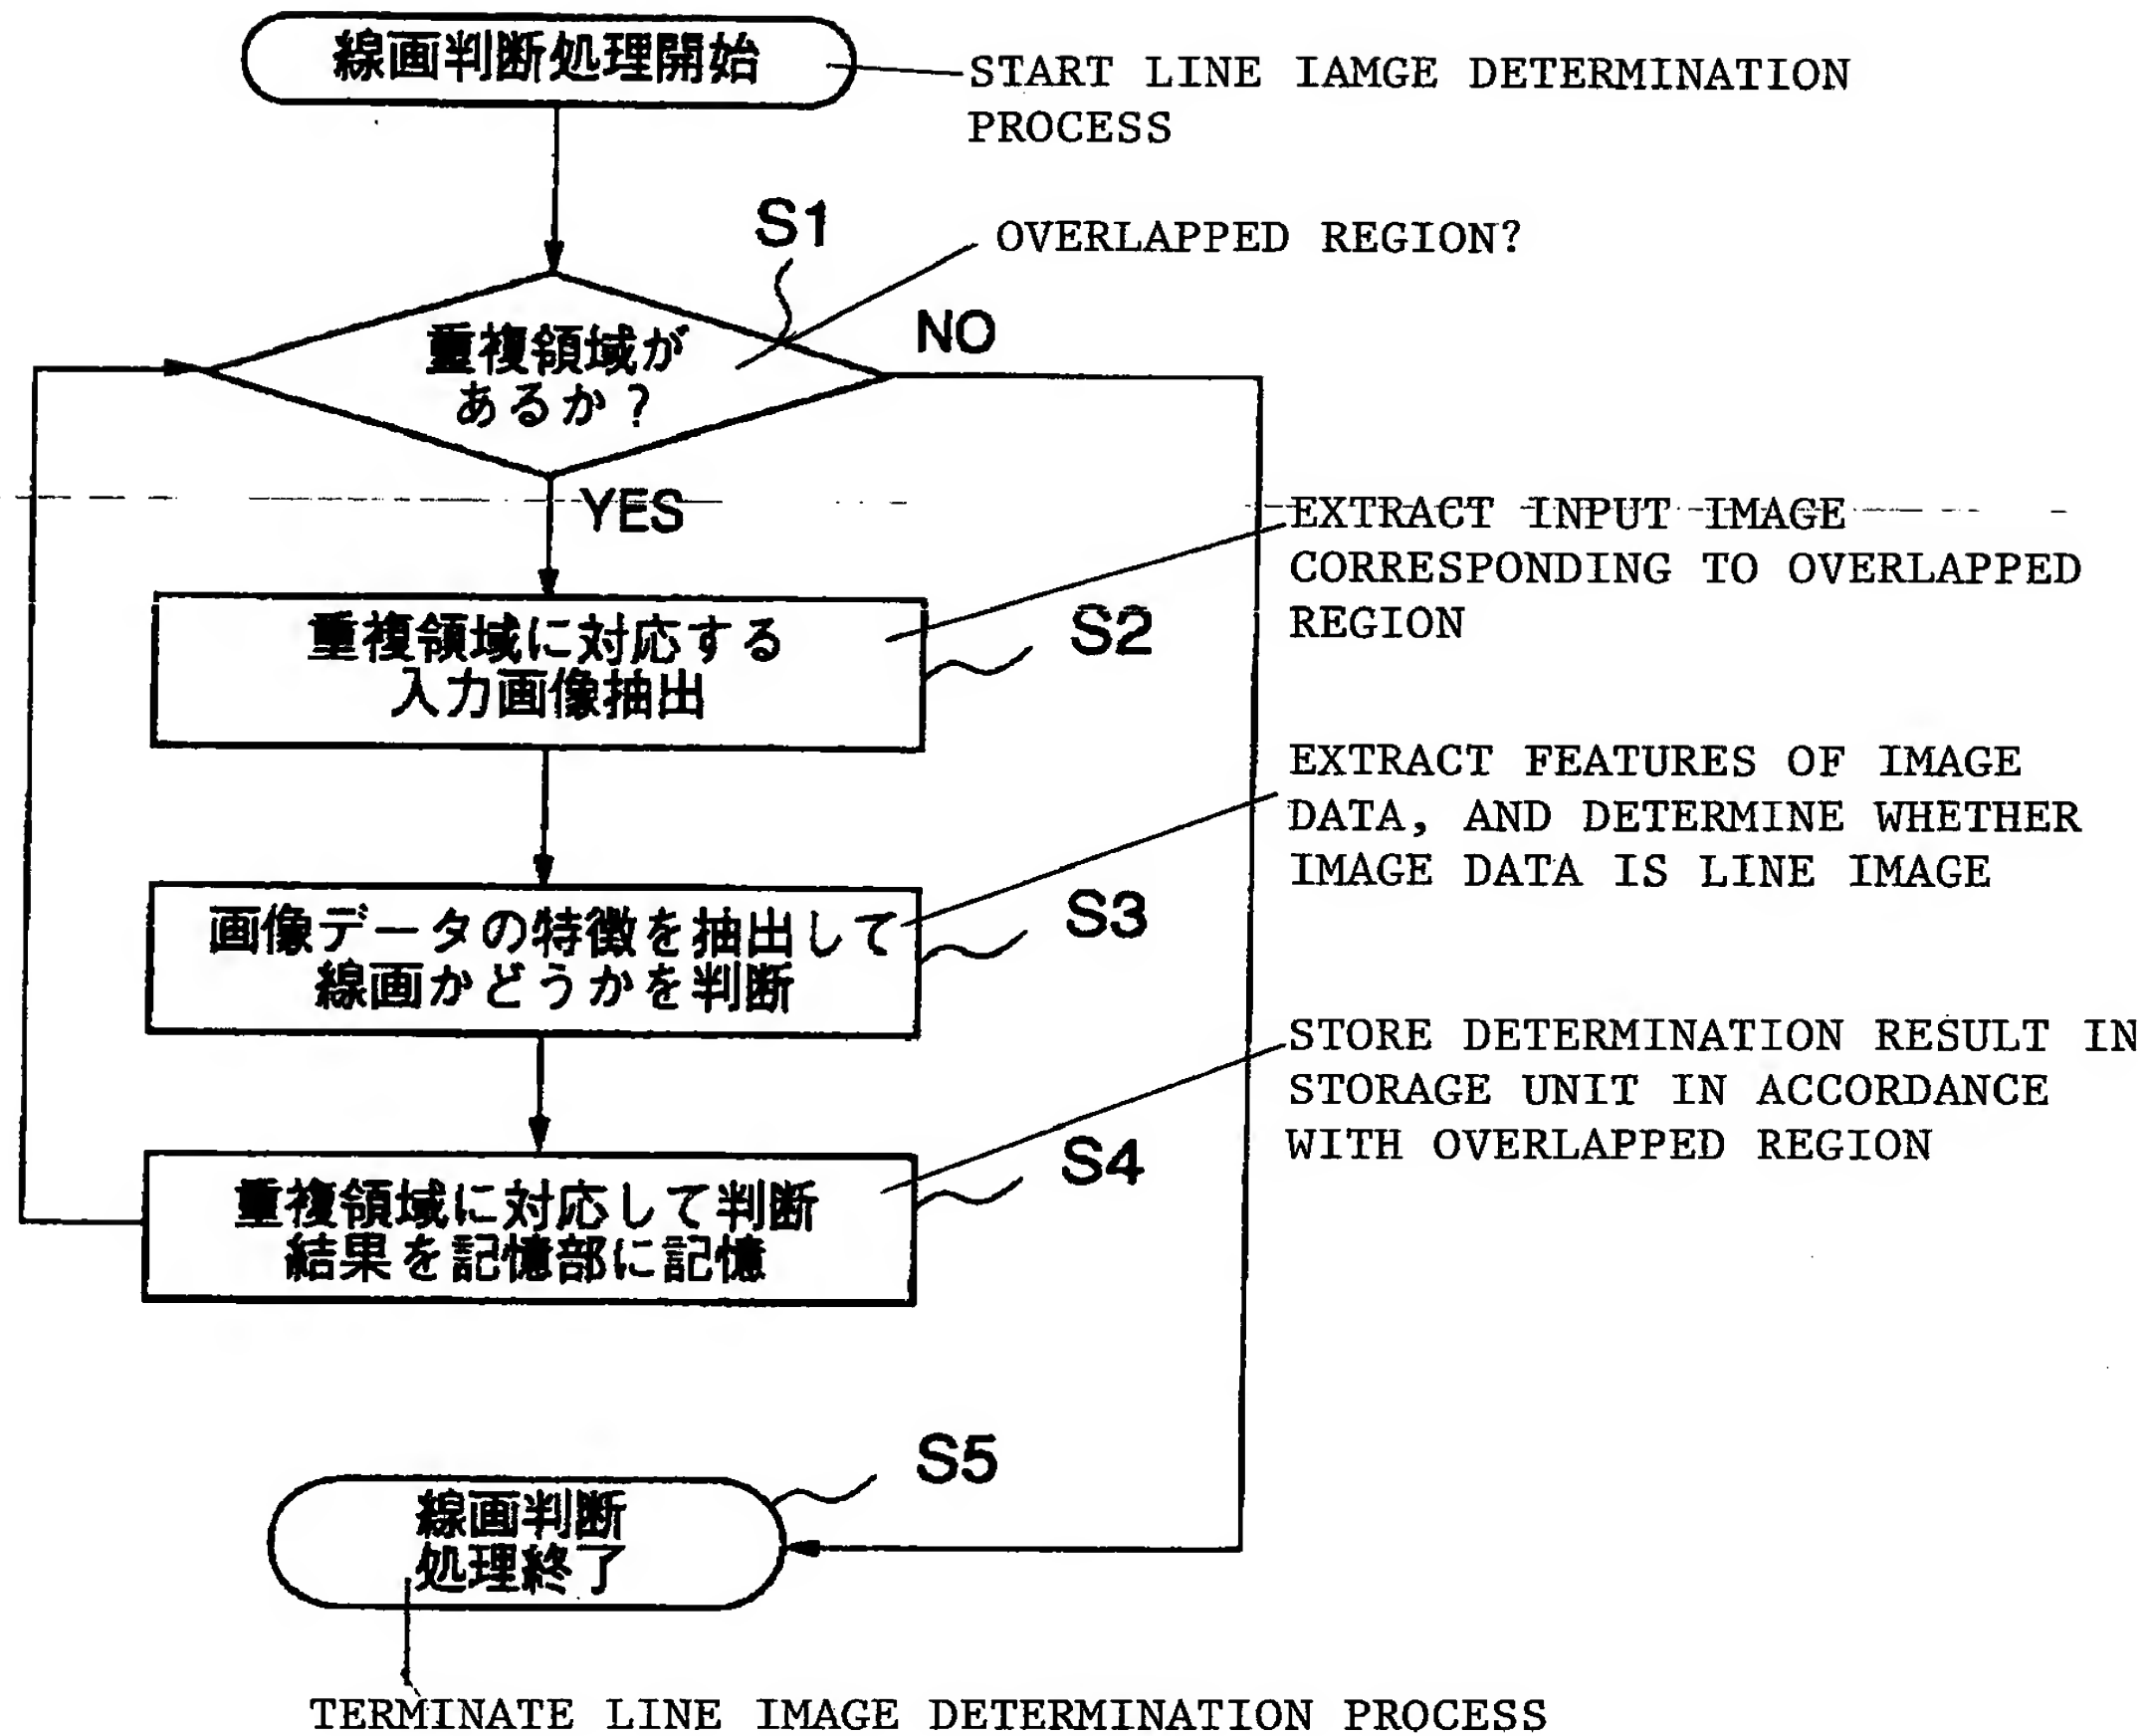 線画判断処理開始
START LINE IAMGE DETERMINATION
PROCESS
S1
OVERLAPPED REGION?
重複領域が
あるか？
NO
YES
EXTRACT INPUT IMAGE
CORRESPONDING TO OVERLAPPED
REGION
重複領域に対応する
入力画像抽出
S2
EXTRACT FEATURES OF IMAGE
DATA, AND DETERMINE WHETHER
IMAGE DATA IS LINE IMAGE
画像データの特徴を抽出して
線画かどうかを判断
S3
STORE DETERMINATION RESULT IN
STORAGE UNIT IN ACCORDANCE
WITH OVERLAPPED REGION
重複領域に対応して判断
結果を記憶部に記憶
S4
S5
線画判断
処理終了
TERMINATE LINE IMAGE DETERMINATION PROCESS